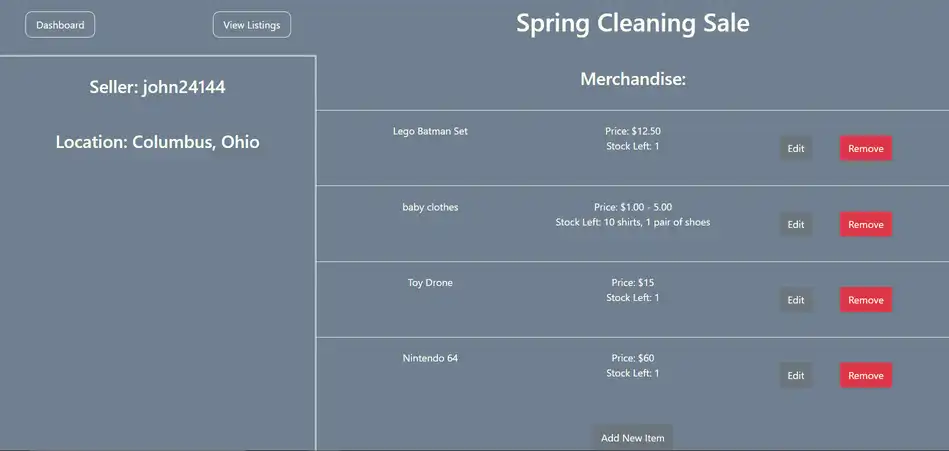 Dashboard
View Listings
Seller: john24144
Location: Columbus, Ohio
Spring Cleaning Sale
Merchandise:
Lego Batman Set
Price: $12.50
Stock Left: 1
Edit
Remove
baby clothes
Price: $1.00 - 5.00
Stock Left: 10 shirts, 1 pair of shoes
Edit
Remove
Toy Drone
Price: $15
Stock Left: 1
Edit
Remove
Nintendo 64
Price: $60
Stock Left: 1
Edit
Remove
Add New Item